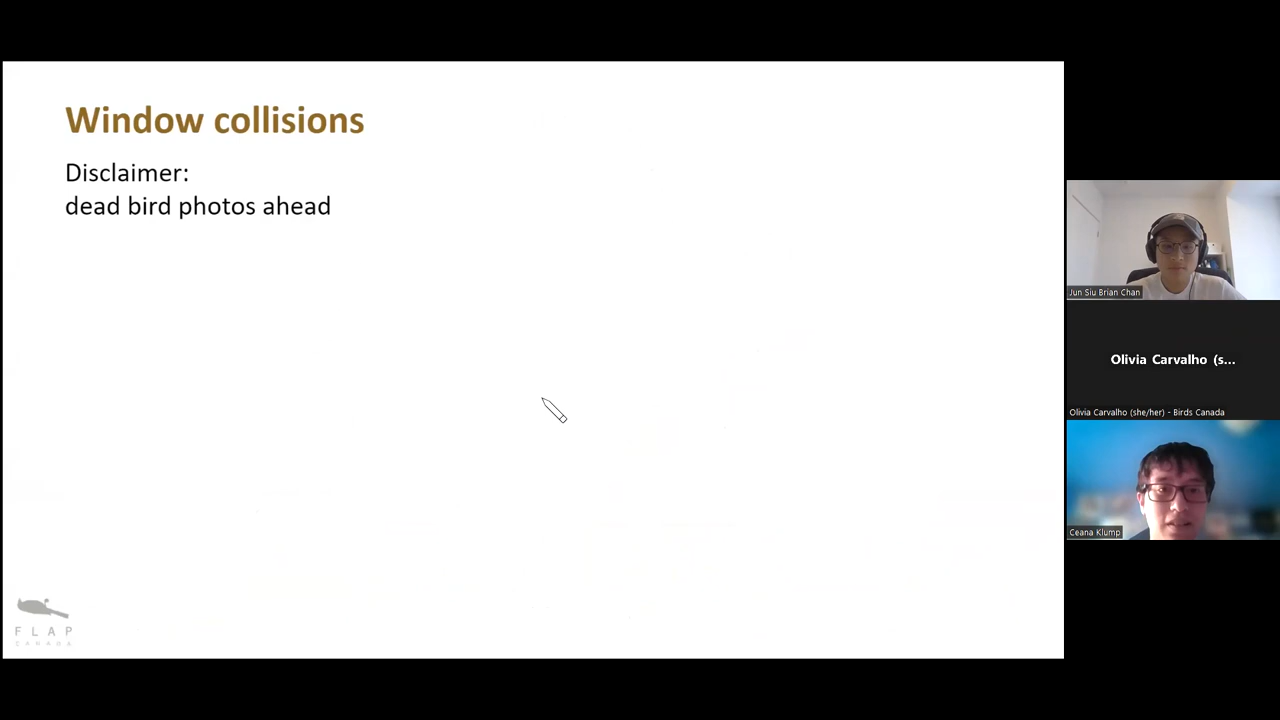 Window collisions
Disclaimer:
dead bird photos ahead
FLAP
CANADA
Jun Siu Brian Chan
Olivia Carvalho (s...
Olivia Carvalho (she/her) - Birds Canada
Ceana Klump